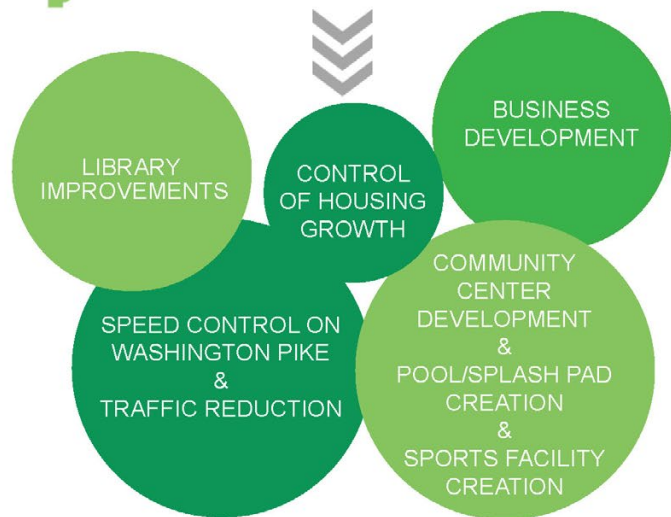 LIBRARY
IMPROVEMENTS
CONTROL
OF HOUSING
GROWTH
BUSINESS
DEVELOPMENT
SPEED CONTROL ON
WASHINGTON PIKE
&
TRAFFIC REDUCTION
COMMUNITY
CENTER
DEVELOPMENT
&
POOL/SPLASH PAD
CREATION
&
SPORTS FACILITY
CREATION